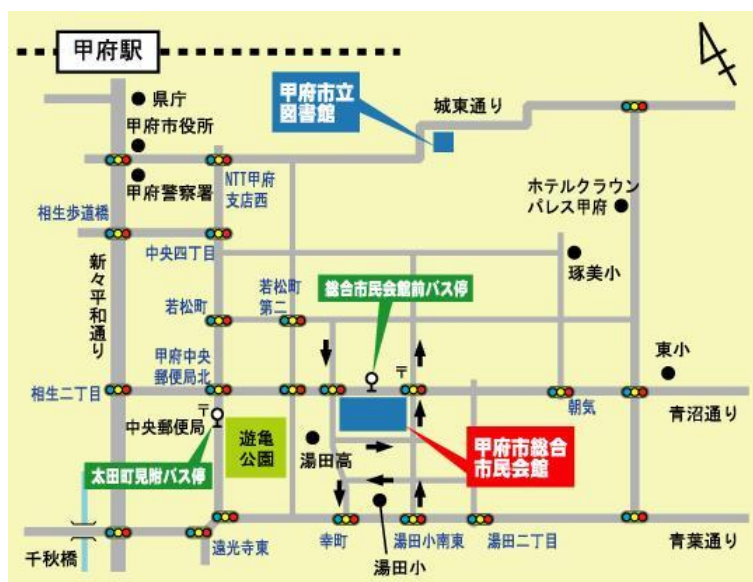 甲府駅
県庁
甲府市役所
甲府警察署
甲府市立
図書館
城東通り
NTT甲府
支店西
相生歩道橋
ホテルクラウン
パレス甲府
中央四丁目
琢美小
新々平和通り
若松町
若松町
第二
総合市民会館前バス停
甲府中央
郵便局北
〒
東小
相生二丁目
朝気
青沼通り
〒
中央郵便局
遊亀
公園
湯田高
甲府市総合
市民会館
太田町見附バス停
千秋橋
遠光寺東
幸町
湯田小南東
湯田二丁目
青葉通り
湯田小